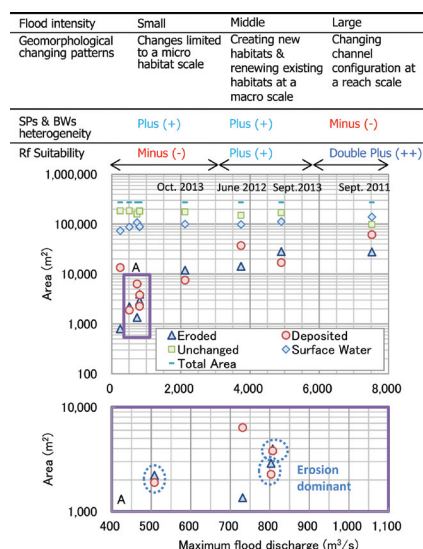 Flood intensity Small Middle Large
Geomorphological changing patterns Changes limited to a micro habitat scale Creating new habitats & renewing existing habitats at a macro scale Changing channel configuration at a reach scale
SPs & BWs heterogeneity Plus (+) Plus (+) Minus (-)
Rf Suitability Minus (-) Plus (+) Double Plus (++)
1,000,000
Oct. 2013 June 2012 Sept.2013 Sept. 2011
100,000
Area (m²)
10,000
A
1,000
Eroded Deposited
Unchanged Surface Water
Total Area
100
0 2,000 4,000 6,000 8,000
10,000
Area (m²)
Erosion dominant
A
1,000
400 500 600 700 800 900 1,000 1,100
Maximum flood discharge (m³/s)